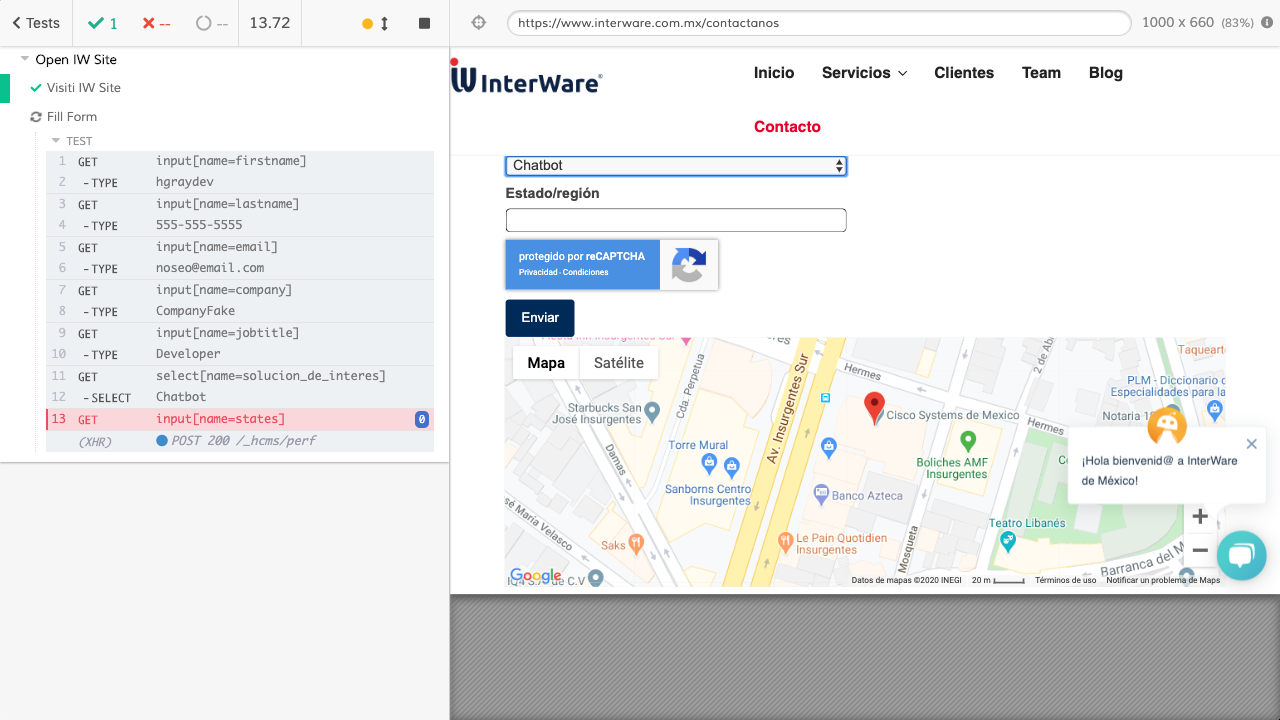 Tests
1
--
--
13.72
https://www.interware.com.mx/contactanos
1000 x 660 (83%)
Open IW Site
Visiti IW Site
Fill Form
TEST
1 GET input[name=firstname]
2 -TYPE hgraydev
3 GET input[name=lastname]
4 -TYPE 555-555-5555
5 GET input[name=email]
6 -TYPE noseo@email.com
7 GET input[name=company]
8 -TYPE CompanyFake
9 GET input[name=jobtitle]
10 -TYPE Developer
11 GET select[name=solucion_de_interes]
12 -SELECT Chatbot
13 GET input[name=states] 0
(XHR) POST 200 /_hcms/perf
InterWare
Inicio Servicios Clientes Team Blog
Contacto
Chatbot
Estado/región
protegido por reCAPTCHA
Privacidad - Condiciones
Enviar
Mapa Satélite
Starbucks San
José Insurgentes
Cda. Perpetua
Av. Insurgentes Sur
Hermes
Cisco Systems de Mexico
Hermes
2 de Ab
Taquear
PLM - Diccionario d
Especialidades para la
Notaria 18
Torre Mural
Damas
Sanborns Centro
Insurgentes
Boliches AMF
Insurgentes
Banco Azteca
José María Velasco
Saks
Le Pain Quotidien
Insurgentes
Mosqueta
Teatro Libanés
Barranca del M
Google
Datos de mapas ©2020 INEGI 20 m Términos de uso Notificar un problema de Maps
¡Hola bienvenid@ a InterWare
de México!